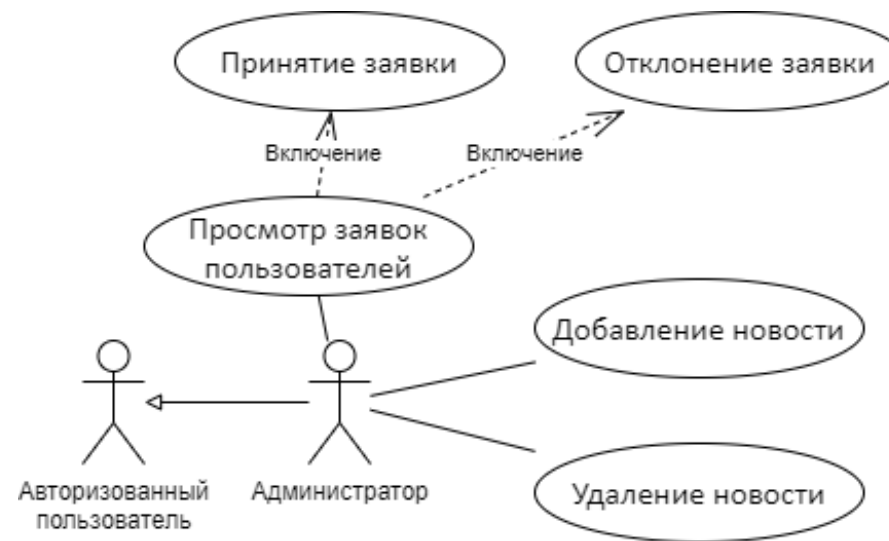 Принятие заявки
Отклонение заявки
Включение
Включение
Просмотр заявок
пользователей
Добавление новости
Авторизованный
пользователь
Администратор
Удаление новости